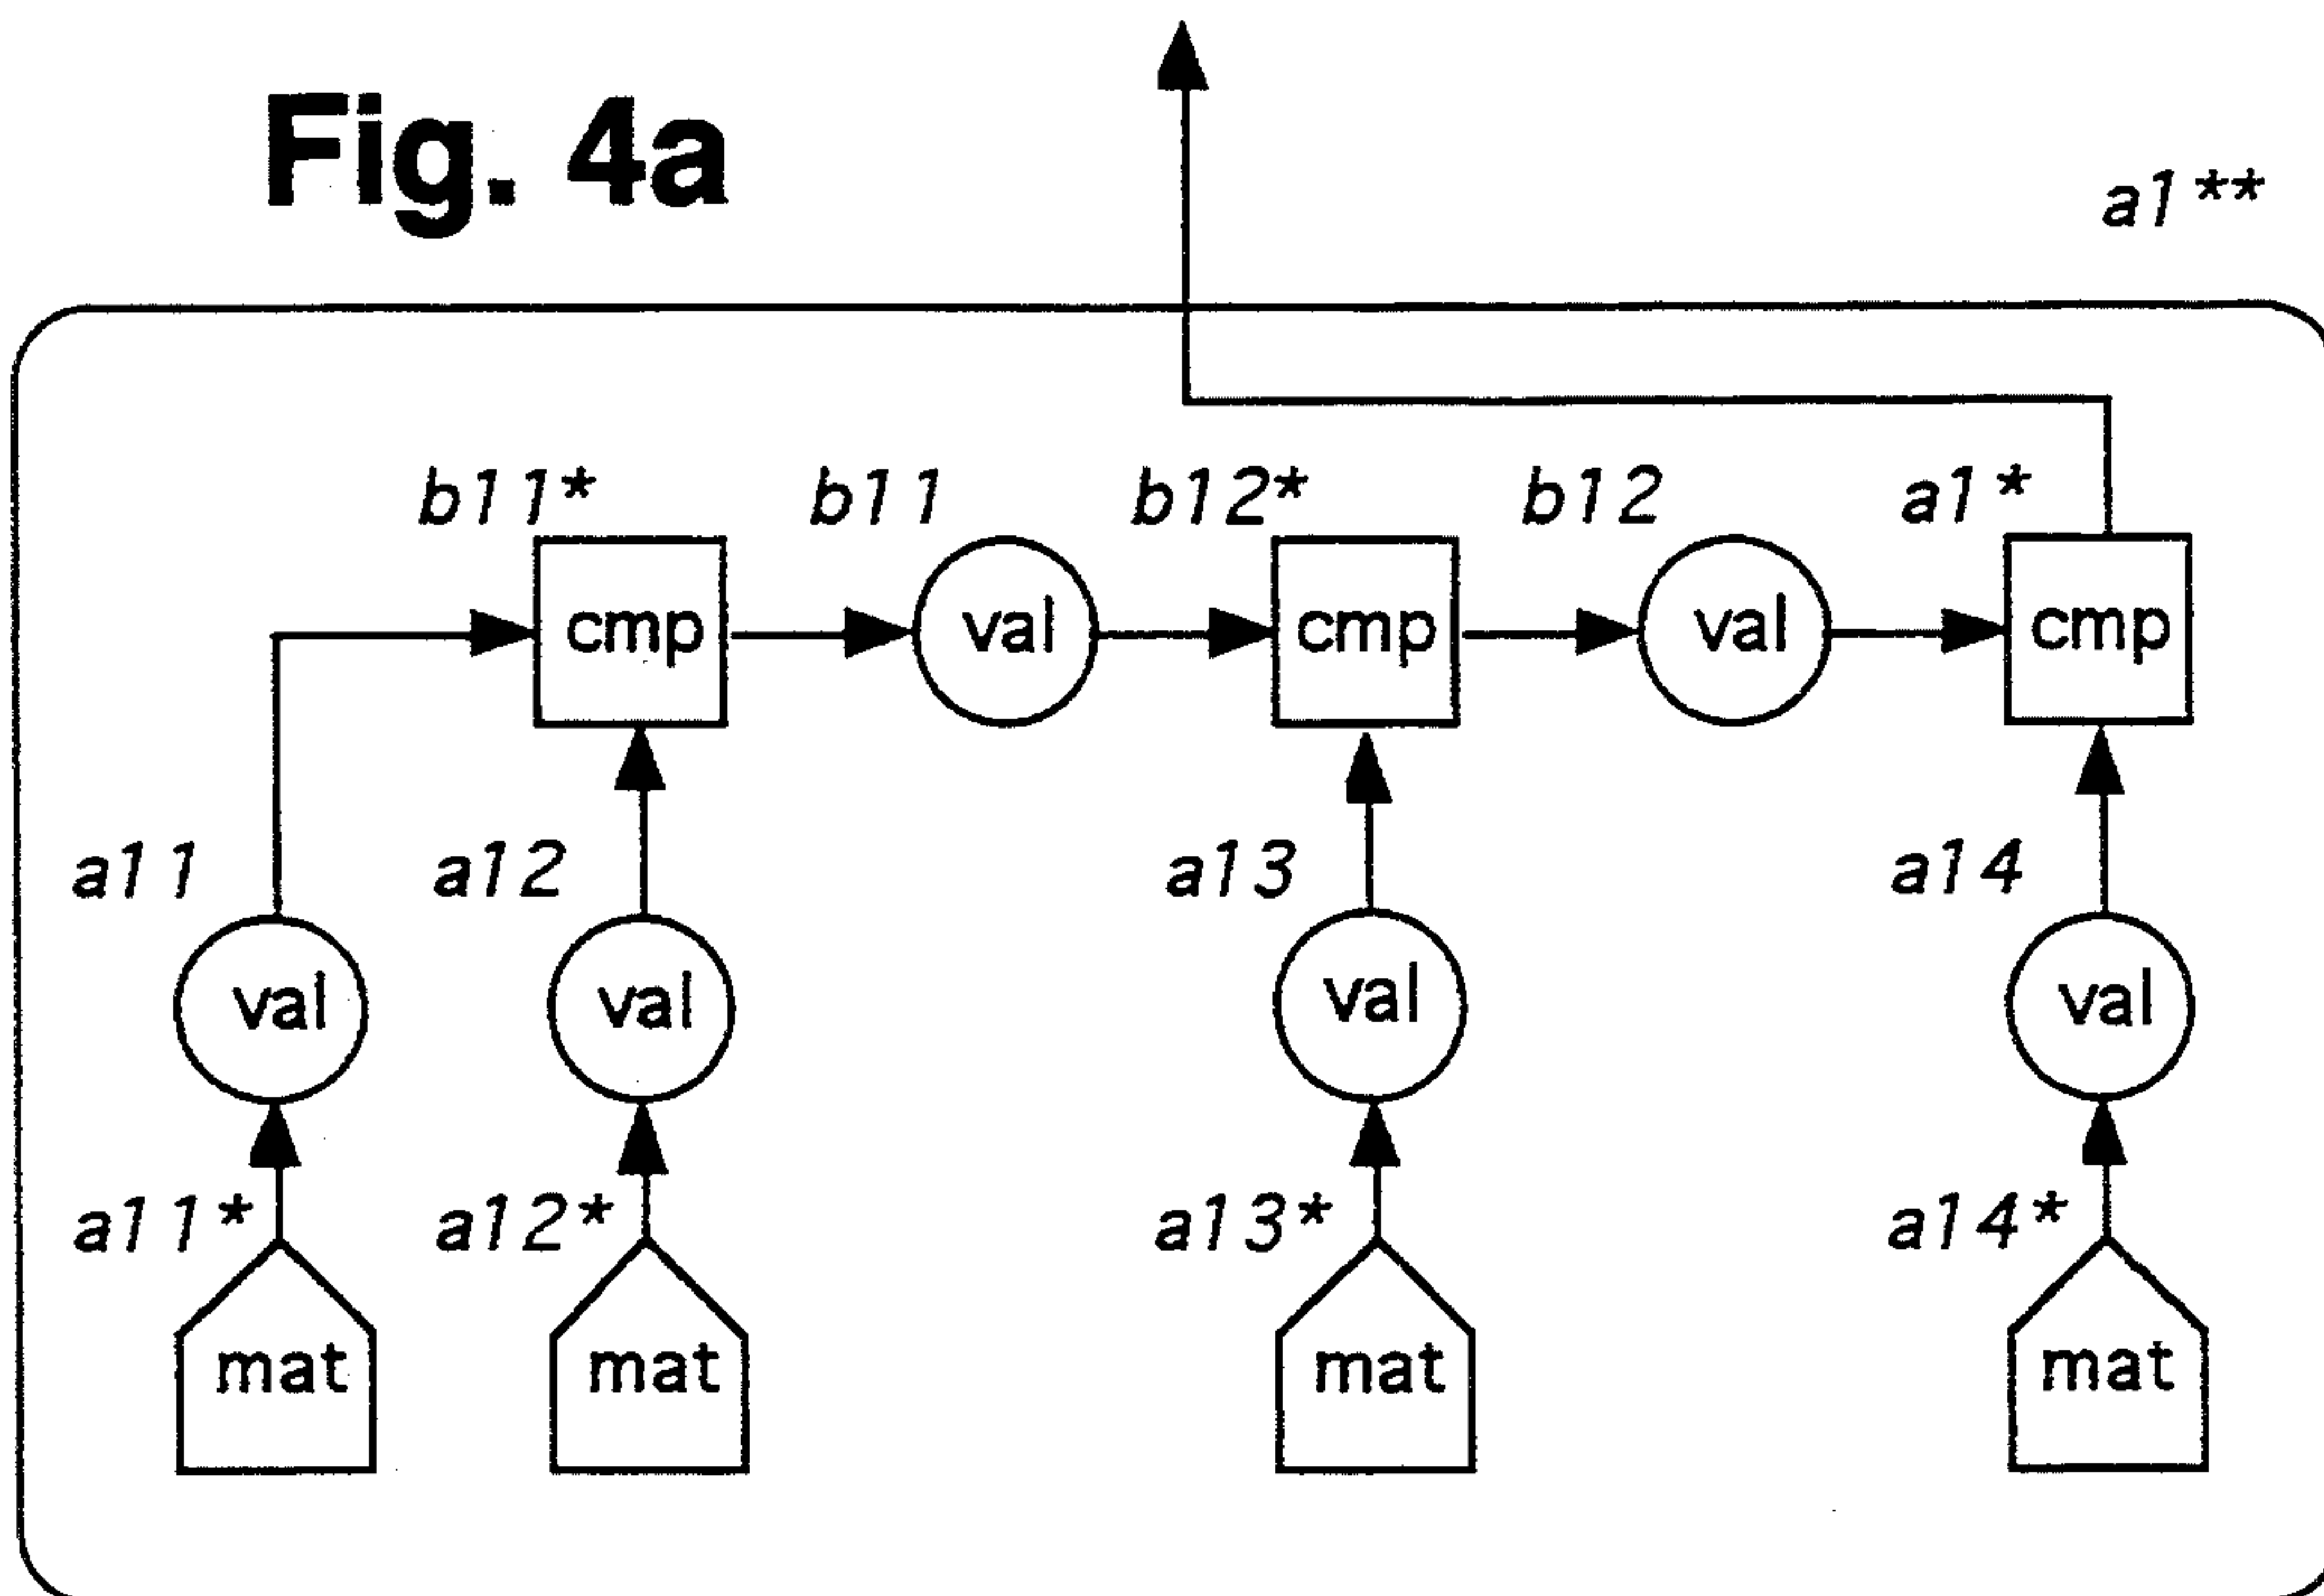 Fig. 4a
a1**
b11* b11 b12* b12 a1*
cmp val cmp val cmp
a11 a12 a13 a14
val val val val
a11* a12* a13* a14*
mat mat mat mat